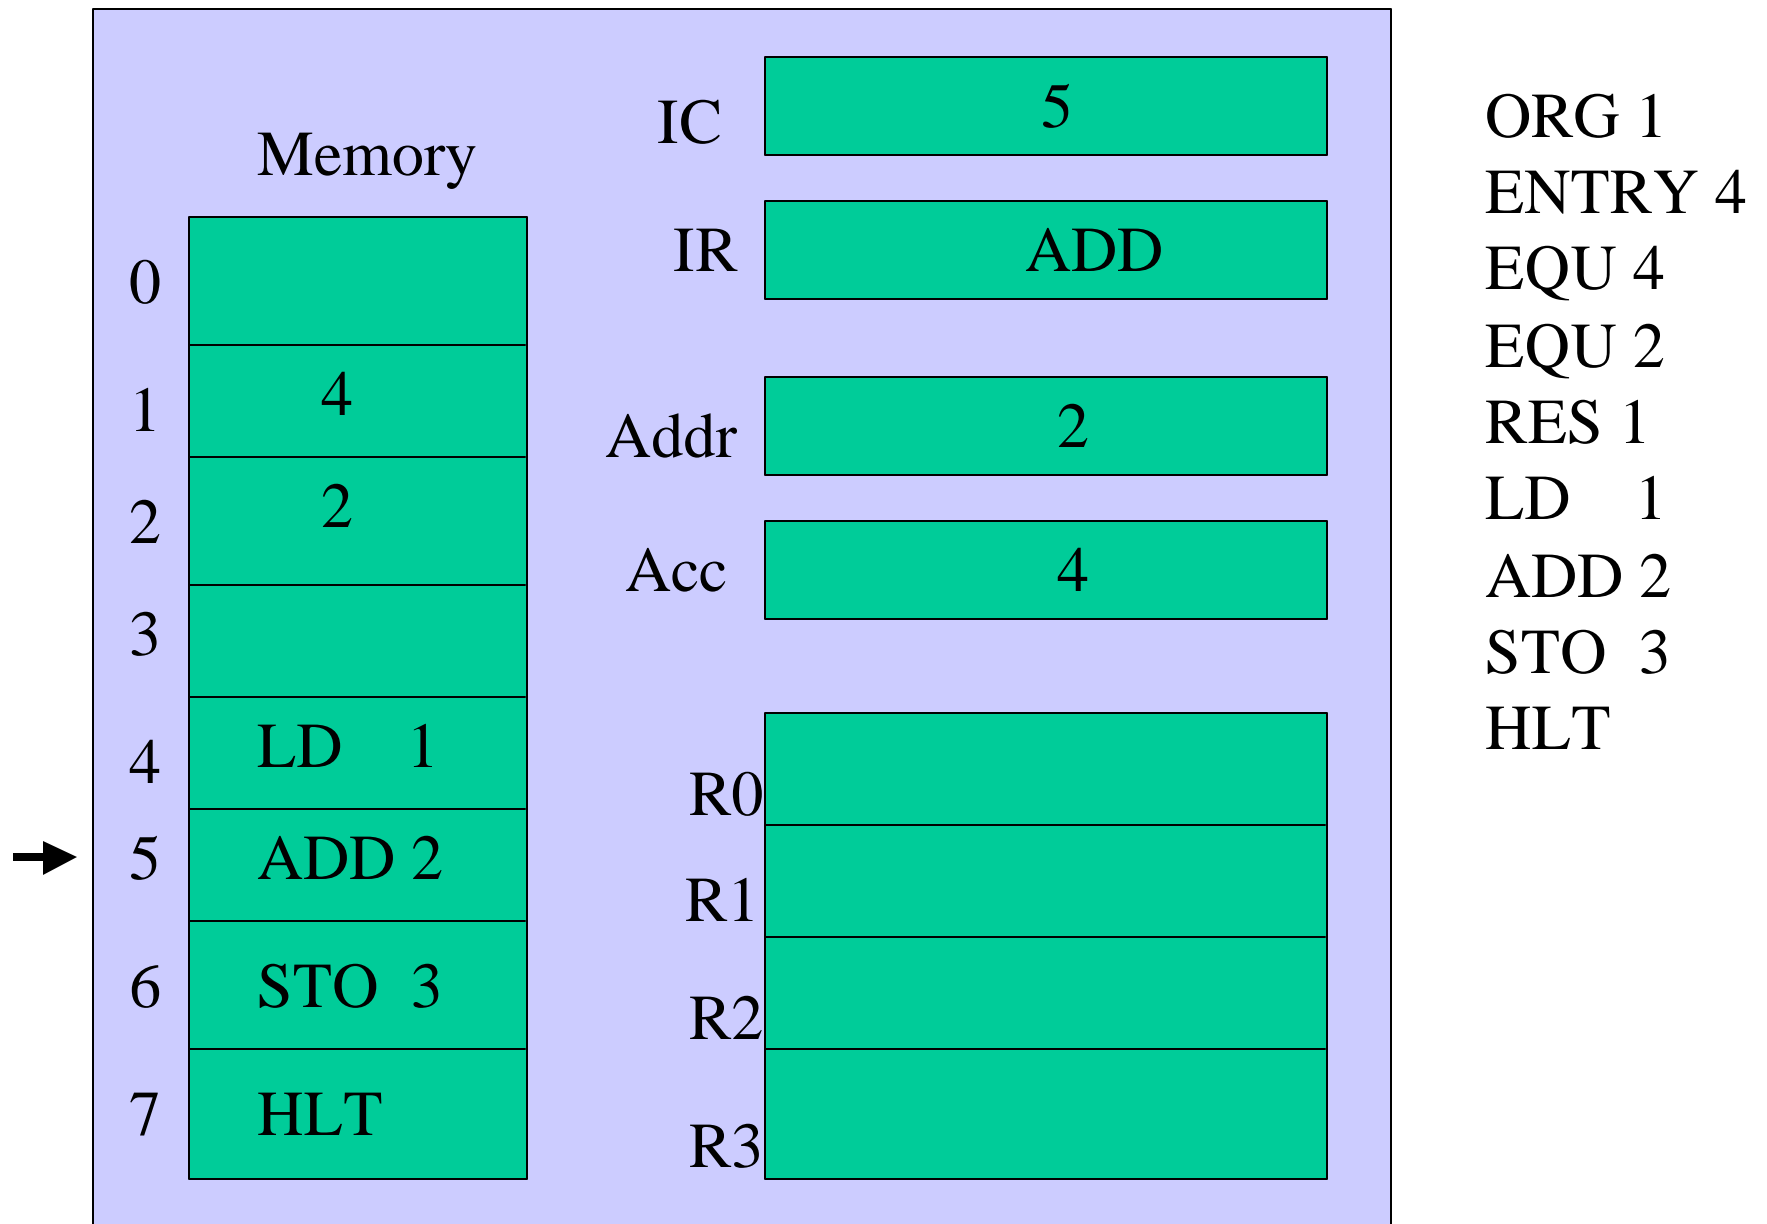 Memory
0
1 4
2 2
3
4 LD 1
5 ADD 2
6 STO 3
7 HLT
IC 5
IR ADD
Addr 2
Acc 4
R0
R1
R2
R3
ORG 1
ENTRY 4
EQU 4
EQU 2
RES 1
LD 1
ADD 2
STO 3
HLT